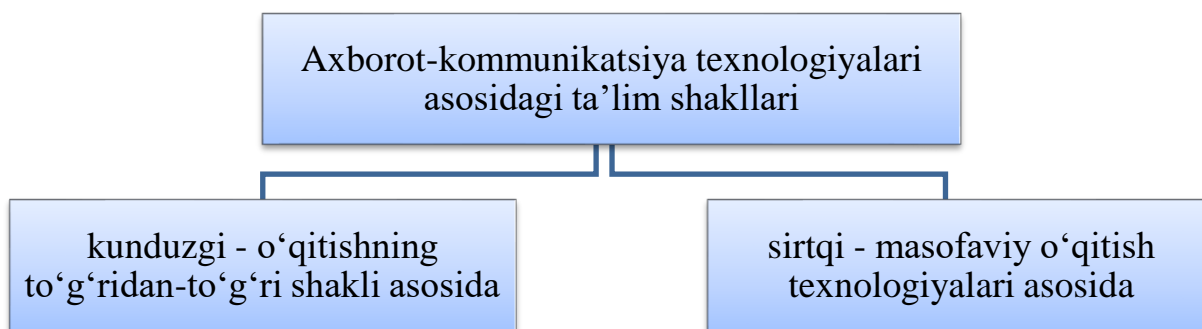 Axborot-kommunikatsiya texnologiyalari
asosidagi ta’lim shakllari
kunduzgi - o‘qitishning
to‘g‘ridan-to‘g‘ri shakli asosida
sirtqi - masofaviy o‘qitish
texnologiyalari asosida